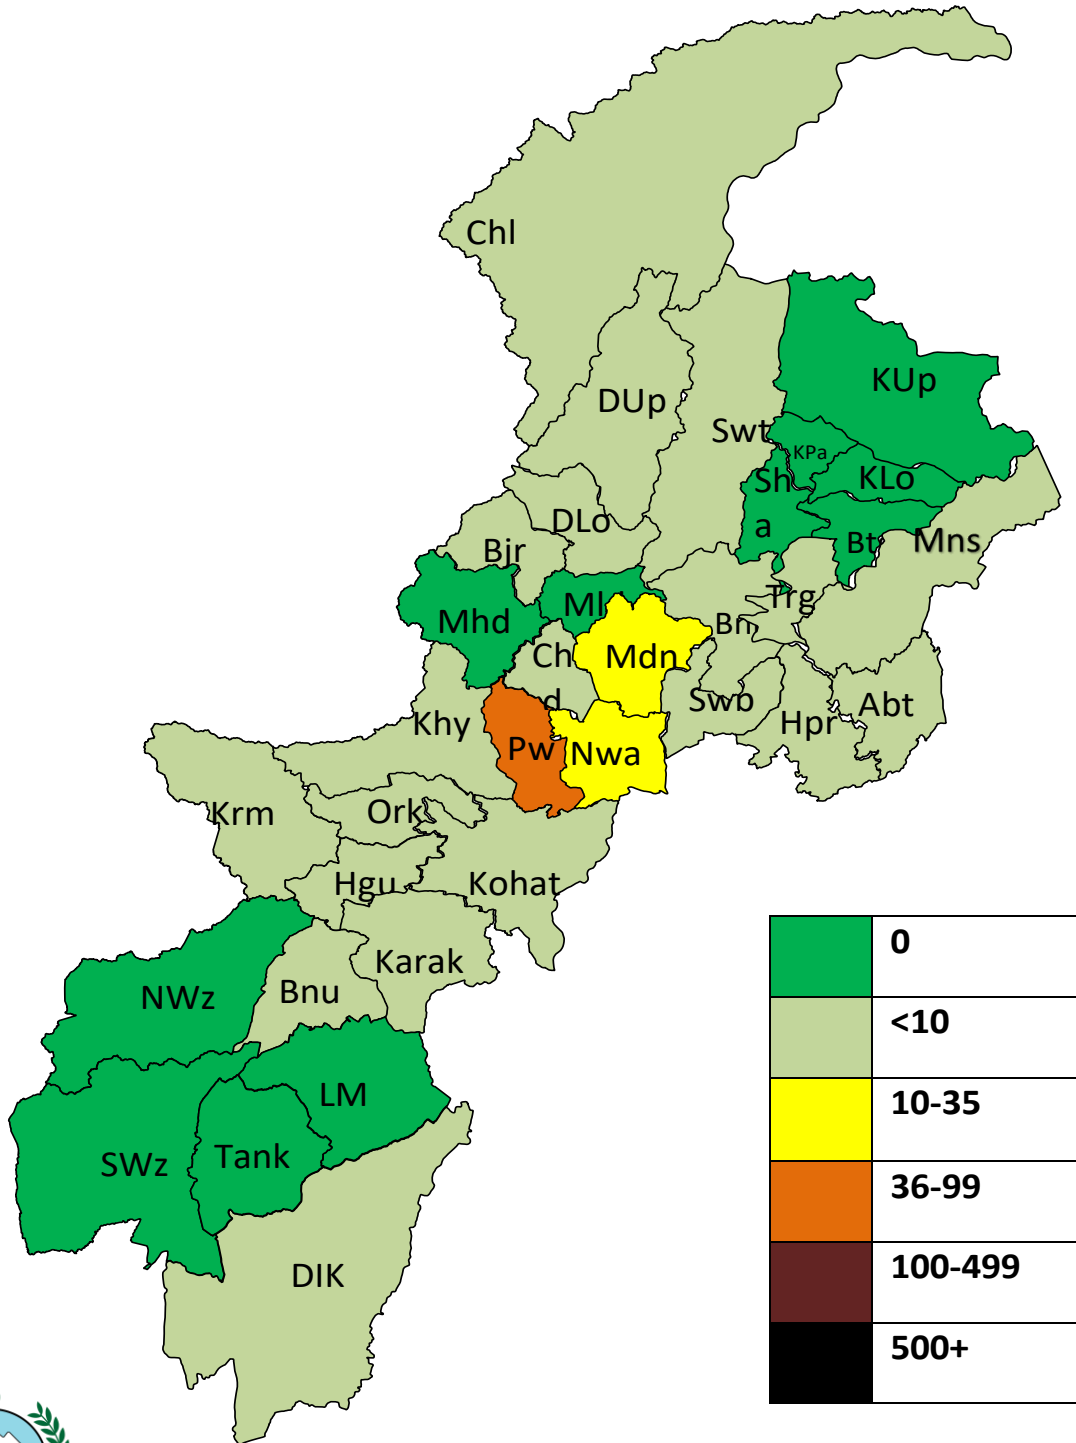 Chl
KUp
DUp
Swt
KPa
KLo
Sh
a
DLo
Bt
Mns
Bjr
Trg
Mhd
Bn
Ch
d
Mdn
Swb
Abt
Hpr
Khy
Pw
Nwa
Krm
Ork
Hgu
Kohat
Karak
NWz
Bnu
LM
Tank
SWz
DIK
0
<10
10-35
36-99
100-499
500+